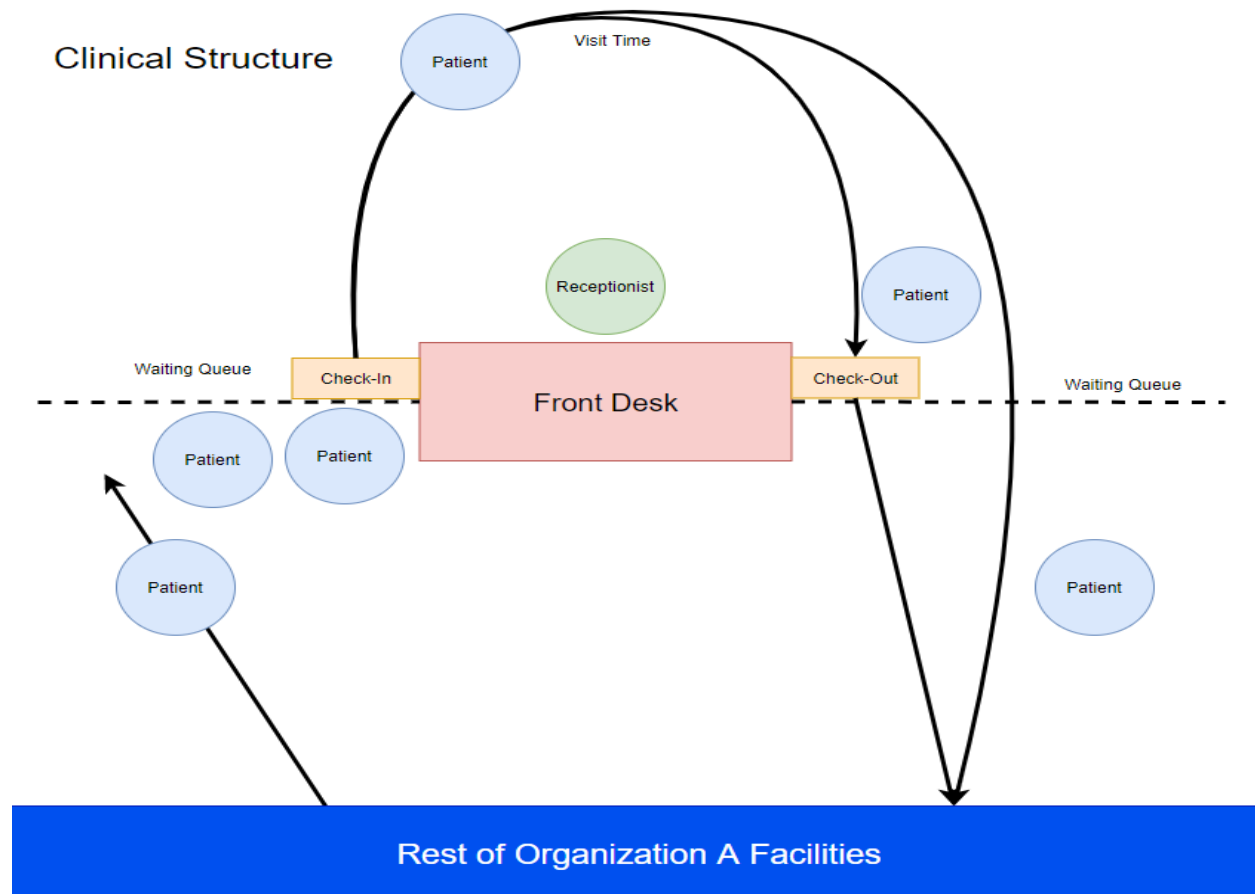 Clinical Structure
Patient
Visit Time
Receptionist
Patient
Waiting Queue
Check-In
Front Desk
Check-Out
Waiting Queue
Patient
Patient
Patient
Patient
Rest of Organization A Facilities